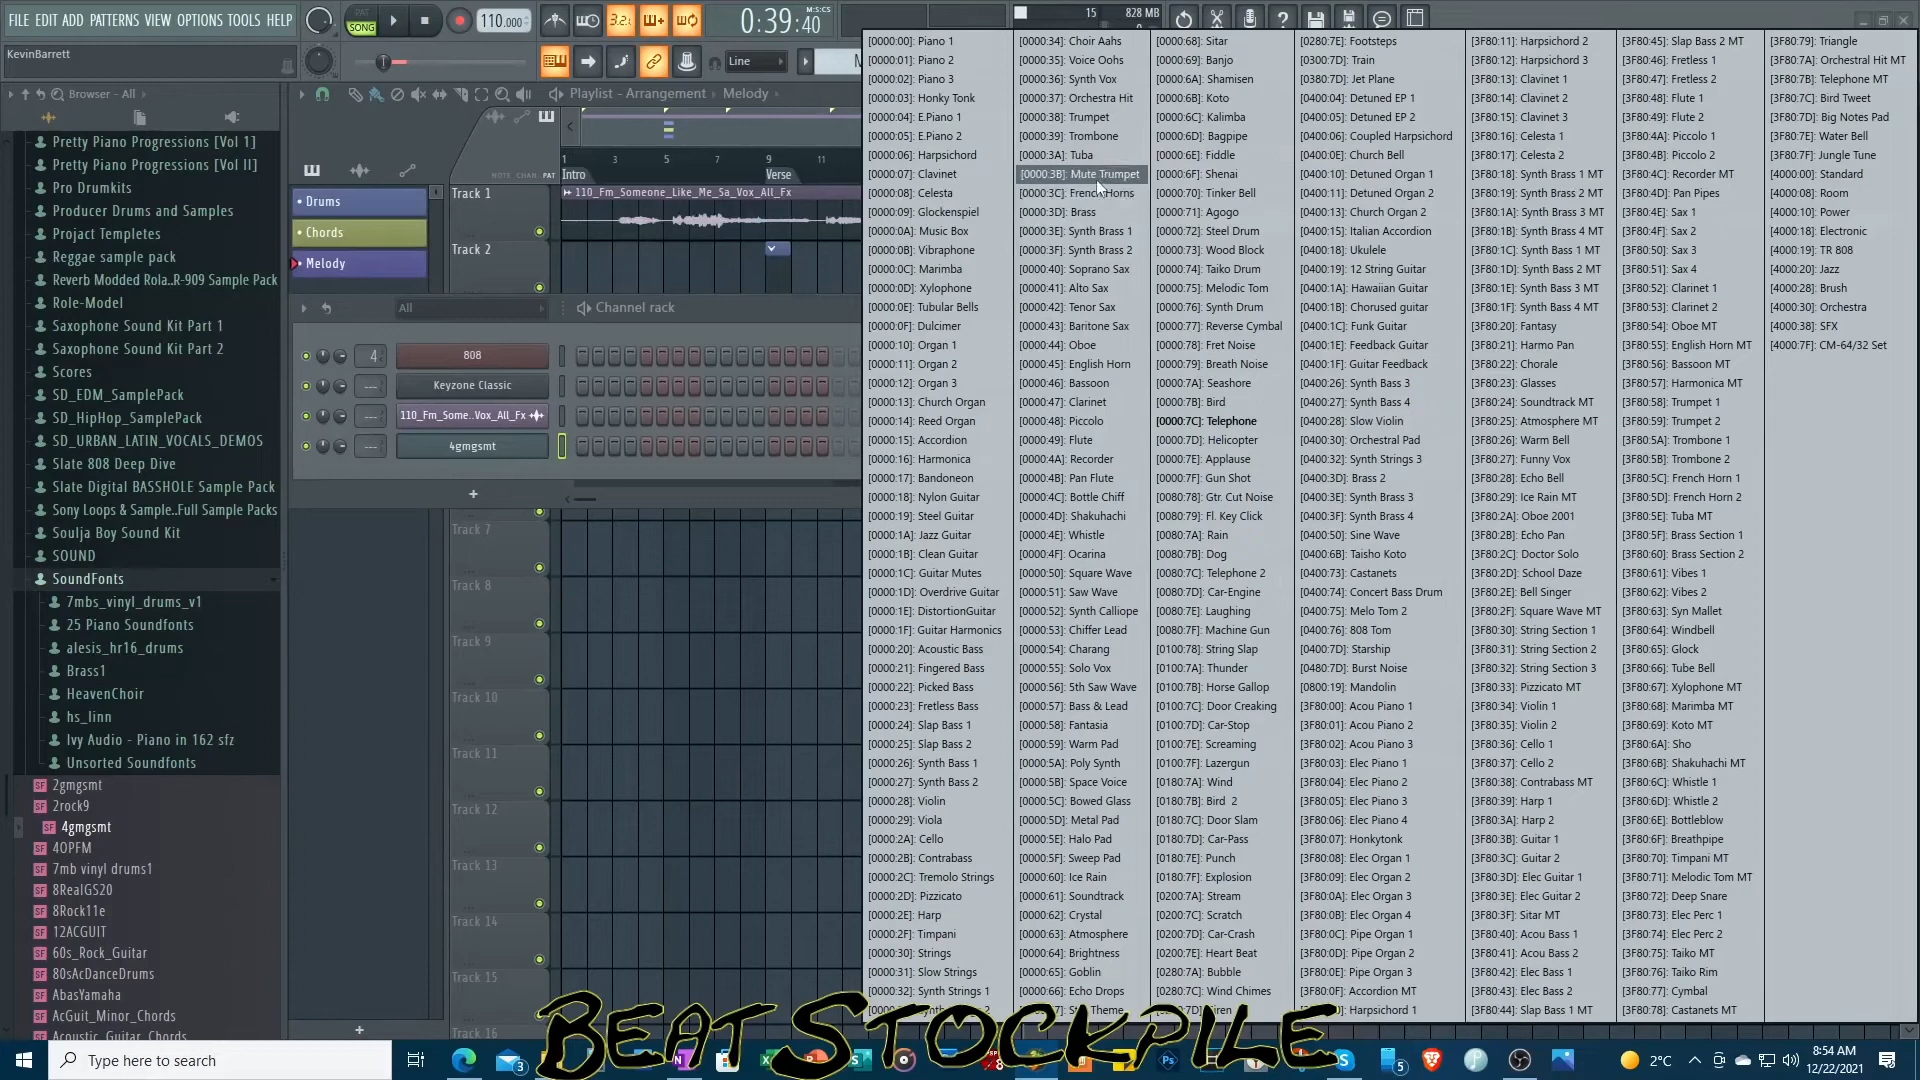 FILE EDIT ADD PATTERNS VIEW OPTIONS TOOLS HELP
PAT
SONG
110.000
3.2:
0:39:40
M:S:CS
15
828 MB
0
KevinBarrett
Line
Browser - All
Playlist - Arrangement
Melody
Pretty Piano Progressions [Vol 1]
Pretty Piano Progressions [Vol II]
Pro Drumkits
Producer Drums and Samples
Projact Templetes
Reggae sample pack
Reverb Modded Rola..R-909 Sample Pack
Role-Model
Saxophone Sound Kit Part 1
Saxophone Sound Kit Part 2
Scores
SD_EDM_SamplePack
SD_HipHop_SamplePack
SD_URBAN_LATIN_VOCALS_DEMOS
Slate 808 Deep Dive
Slate Digital BASSHOLE Sample Pack
Sony Loops & Sample..Full Sample Packs
Soulja Boy Sound Kit
SOUND
SoundFonts
7mbs_vinyl_drums_v1
25 Piano Soundfonts
alesis_hr16_drums
Brass1
HeavenChoir
hs_linn
Ivy Audio - Piano in 162 sfz
Unsorted Soundfonts
2gmgsmt
2rock9
4gmgsmt
4OPFM
7mb vinyl drums1
8RealGS20
8Rock11e
12ACGUIT
60s_Rock_Guitar
80sAcDanceDrums
AbasYamaha
AcGuit_Minor_Chords
Acoustic_Guitar_Chords
NOTE CHAN PAT
1 3 5 7 9 11
Intro
Verse
Drums
Chords
Melody
Track 1
110_Fm_Someone_Like_Me_Sa_Vox_All_Fx
Track 2
All
Channel rack
4
808
---
Keyzone Classic
---
110_Fm_Some..Vox_All_Fx
---
4gmgsmt
Track 7
Track 8
Track 9
Track 10
Track 11
Track 12
Track 13
Track 14
Track 15
Track 16
[0000:00]: Piano 1
[0000:01]: Piano 2
[0000:02]: Piano 3
[0000:03]: Honky Tonk
[0000:04]: E.Piano 1
[0000:05]: E.Piano 2
[0000:06]: Harpsichord
[0000:07]: Clavinet
[0000:08]: Celesta
[0000:09]: Glockenspiel
[0000:0A]: Music Box
[0000:0B]: Vibraphone
[0000:0C]: Marimba
[0000:0D]: Xylophone
[0000:0E]: Tubular Bells
[0000:0F]: Dulcimer
[0000:10]: Organ 1
[0000:11]: Organ 2
[0000:12]: Organ 3
[0000:13]: Church Organ
[0000:14]: Reed Organ
[0000:15]: Accordion
[0000:16]: Harmonica
[0000:17]: Bandoneon
[0000:18]: Nylon Guitar
[0000:19]: Steel Guitar
[0000:1A]: Jazz Guitar
[0000:1B]: Clean Guitar
[0000:1C]: Guitar Mutes
[0000:1D]: Overdrive Guitar
[0000:1E]: DistortionGuitar
[0000:1F]: Guitar Harmonics
[0000:20]: Acoustic Bass
[0000:21]: Fingered Bass
[0000:22]: Picked Bass
[0000:23]: Fretless Bass
[0000:24]: Slap Bass 1
[0000:25]: Slap Bass 2
[0000:26]: Synth Bass 1
[0000:27]: Synth Bass 2
[0000:28]: Violin
[0000:29]: Viola
[0000:2A]: Cello
[0000:2B]: Contrabass
[0000:2C]: Tremolo Strings
[0000:2D]: Pizzicato
[0000:2E]: Harp
[0000:2F]: Timpani
[0000:30]: Strings
[0000:31]: Slow Strings
[0000:32]: Synth Strings 1
[0000:34]: Choir Aahs
[0000:35]: Voice Oohs
[0000:36]: Synth Vox
[0000:37]: Orchestra Hit
[0000:38]: Trumpet
[0000:39]: Trombone
[0000:3A]: Tuba
[0000:3B]: Mute Trumpet
[0000:3C]: French Horns
[0000:3D]: Brass
[0000:3E]: Synth Brass 1
[0000:3F]: Synth Brass 2
[0000:40]: Soprano Sax
[0000:41]: Alto Sax
[0000:42]: Tenor Sax
[0000:43]: Baritone Sax
[0000:44]: Oboe
[0000:45]: English Horn
[0000:46]: Bassoon
[0000:47]: Clarinet
[0000:48]: Piccolo
[0000:49]: Flute
[0000:4A]: Recorder
[0000:4B]: Pan Flute
[0000:4C]: Bottle Chiff
[0000:4D]: Shakuhachi
[0000:4E]: Whistle
[0000:4F]: Ocarina
[0000:50]: Square Wave
[0000:51]: Saw Wave
[0000:52]: Synth Calliope
[0000:53]: Chiffer Lead
[0000:54]: Charang
[0000:55]: Solo Vox
[0000:56]: 5th Saw Wave
[0000:57]: Bass & Lead
[0000:58]: Fantasia
[0000:59]: Warm Pad
[0000:5A]: Poly Synth
[0000:5B]: Space Voice
[0000:5C]: Bowed Glass
[0000:5D]: Metal Pad
[0000:5E]: Halo Pad
[0000:5F]: Sweep Pad
[0000:60]: Ice Rain
[0000:61]: Soundtrack
[0000:62]: Crystal
[0000:63]: Atmosphere
[0000:64]: Brightness
[0000:65]: Goblin
[0000:66]: Echo Drops
[0000:68]: Sitar
[0000:69]: Banjo
[0000:6A]: Shamisen
[0000:6B]: Koto
[0000:6C]: Kalimba
[0000:6D]: Bagpipe
[0000:6E]: Fiddle
[0000:6F]: Shenai
[0000:70]: Tinker Bell
[0000:71]: Agogo
[0000:72]: Steel Drum
[0000:73]: Wood Block
[0000:74]: Taiko Drum
[0000:75]: Melodic Tom
[0000:76]: Synth Drum
[0000:77]: Reverse Cymbal
[0000:78]: Fret Noise
[0000:79]: Breath Noise
[0000:7A]: Seashore
[0000:7B]: Bird
[0000:7C]: Telephone
[0000:7D]: Helicopter
[0000:7E]: Applause
[0000:7F]: Gun Shot
[0080:78]: Gtr. Cut Noise
[0080:79]: Fl. Key Click
[0080:7A]: Rain
[0080:7B]: Dog
[0080:7C]: Telephone 2
[0080:7D]: Car-Engine
[0080:7E]: Laughing
[0080:7F]: Machine Gun
[0100:78]: String Slap
[0100:7A]: Thunder
[0100:7B]: Horse Gallop
[0100:7C]: Door Creaking
[0100:7D]: Car-Stop
[0100:7E]: Screaming
[0100:7F]: Lazergun
[0180:7A]: Wind
[0180:7B]: Bird 2
[0180:7C]: Door Slam
[0180:7D]: Car-Pass
[0180:7E]: Punch
[0180:7F]: Explosion
[0200:7A]: Stream
[0200:7C]: Scratch
[0200:7D]: Car-Crash
[0200:7E]: Heart Beat
[0280:7A]: Bubble
[0280:7C]: Wind Chimes
[0280:7E]: Footsteps
[0300:7D]: Train
[0380:7D]: Jet Plane
[0400:04]: Detuned EP 1
[0400:05]: Detuned EP 2
[0400:06]: Coupled Harpsichord
[0400:0E]: Church Bell
[0400:10]: Detuned Organ 1
[0400:11]: Detuned Organ 2
[0400:13]: Church Organ 2
[0400:15]: Italian Accordion
[0400:18]: Ukulele
[0400:19]: 12 String Guitar
[0400:1A]: Hawaiian Guitar
[0400:1B]: Chorused guitar
[0400:1C]: Funk Guitar
[0400:1E]: Feedback Guitar
[0400:1F]: Guitar Feedback
[0400:26]: Synth Bass 3
[0400:27]: Synth Bass 4
[0400:28]: Slow Violin
[0400:30]: Orchestral Pad
[0400:32]: Synth Strings 3
[0400:3D]: Brass 2
[0400:3E]: Synth Brass 3
[0400:3F]: Synth Brass 4
[0400:50]: Sine Wave
[0400:6B]: Taisho Koto
[0400:73]: Castanets
[0400:74]: Concert Bass Drum
[0400:75]: Melo Tom 2
[0400:76]: 808 Tom
[0400:7D]: Starship
[0480:7D]: Burst Noise
[0800:19]: Mandolin
[3F80:00]: Acou Piano 1
[3F80:01]: Acou Piano 2
[3F80:02]: Acou Piano 3
[3F80:03]: Elec Piano 1
[3F80:04]: Elec Piano 2
[3F80:05]: Elec Piano 3
[3F80:06]: Elec Piano 4
[3F80:07]: Honkytonk
[3F80:08]: Elec Organ 1
[3F80:09]: Elec Organ 2
[3F80:0A]: Elec Organ 3
[3F80:0B]: Elec Organ 4
[3F80:0C]: Pipe Organ 1
[3F80:0D]: Pipe Organ 2
[3F80:0E]: Pipe Organ 3
[3F80:0F]: Accordion MT
Harpsichord 1
[3F80:11]: Harpsichord 2
[3F80:12]: Harpsichord 3
[3F80:13]: Clavinet 1
[3F80:14]: Clavinet 2
[3F80:15]: Clavinet 3
[3F80:16]: Celesta 1
[3F80:17]: Celesta 2
[3F80:18]: Synth Brass 1 MT
[3F80:19]: Synth Brass 2 MT
[3F80:1A]: Synth Brass 3 MT
[3F80:1B]: Synth Brass 4 MT
[3F80:1C]: Synth Bass 1 MT
[3F80:1D]: Synth Bass 2 MT
[3F80:1E]: Synth Bass 3 MT
[3F80:1F]: Synth Bass 4 MT
[3F80:20]: Fantasy
[3F80:21]: Harmo Pan
[3F80:22]: Chorale
[3F80:23]: Glasses
[3F80:24]: Soundtrack MT
[3F80:25]: Atmosphere MT
[3F80:26]: Warm Bell
[3F80:27]: Funny Vox
[3F80:28]: Echo Bell
[3F80:29]: Ice Rain MT
[3F80:2A]: Oboe 2001
[3F80:2B]: Echo Pan
[3F80:2C]: Doctor Solo
[3F80:2D]: School Daze
[3F80:2E]: Bell Singer
[3F80:2F]: Square Wave MT
[3F80:30]: String Section 1
[3F80:31]: String Section 2
[3F80:32]: String Section 3
[3F80:33]: Pizzicato MT
[3F80:34]: Violin 1
[3F80:35]: Violin 2
[3F80:36]: Cello 1
[3F80:37]: Cello 2
[3F80:38]: Contrabass MT
[3F80:39]: Harp 1
[3F80:3A]: Harp 2
[3F80:3B]: Guitar 1
[3F80:3C]: Guitar 2
[3F80:3D]: Elec Guitar 1
[3F80:3E]: Elec Guitar 2
[3F80:3F]: Sitar MT
[3F80:40]: Acou Bass 1
[3F80:41]: Acou Bass 2
[3F80:42]: Elec Bass 1
[3F80:43]: Elec Bass 2
[3F80:44]: Slap Bass 1 MT
[3F80:45]: Slap Bass 2 MT
[3F80:46]: Fretless 1
[3F80:47]: Fretless 2
[3F80:48]: Flute 1
[3F80:49]: Flute 2
[3F80:4A]: Piccolo 1
[3F80:4B]: Piccolo 2
[3F80:4C]: Recorder MT
[3F80:4D]: Pan Pipes
[3F80:4E]: Sax 1
[3F80:4F]: Sax 2
[3F80:50]: Sax 3
[3F80:51]: Sax 4
[3F80:52]: Clarinet 1
[3F80:53]: Clarinet 2
[3F80:54]: Oboe MT
[3F80:55]: English Horn MT
[3F80:56]: Bassoon MT
[3F80:57]: Harmonica MT
[3F80:58]: Trumpet 1
[3F80:59]: Trumpet 2
[3F80:5A]: Trombone 1
[3F80:5B]: Trombone 2
[3F80:5C]: French Horn 1
[3F80:5D]: French Horn 2
[3F80:5E]: Tuba MT
[3F80:5F]: Brass Section 1
[3F80:60]: Brass Section 2
[3F80:61]: Vibes 1
[3F80:62]: Vibes 2
[3F80:63]: Syn Mallet
[3F80:64]: Windbell
[3F80:65]: Glock
[3F80:66]: Tube Bell
[3F80:67]: Xylophone MT
[3F80:68]: Marimba MT
[3F80:69]: Koto MT
[3F80:6A]: Sho
[3F80:6B]: Shakuhachi MT
[3F80:6C]: Whistle 1
[3F80:6D]: Whistle 2
[3F80:6E]: Bottleblow
[3F80:6F]: Breathpipe
[3F80:70]: Timpani MT
[3F80:71]: Melodic Tom MT
[3F80:72]: Deep Snare
[3F80:73]: Elec Perc 1
[3F80:74]: Elec Perc 2
[3F80:75]: Taiko MT
[3F80:76]: Taiko Rim
[3F80:77]: Cymbal
[3F80:78]: Castanets MT
[3F80:79]: Triangle
[3F80:7A]: Orchestral Hit MT
[3F80:7B]: Telephone MT
[3F80:7C]: Bird Tweet
[3F80:7D]: Big Notes Pad
[3F80:7E]: Water Bell
[3F80:7F]: Jungle Tune
[4000:00]: Standard
[4000:08]: Room
[4000:10]: Power
[4000:18]: Electronic
[4000:19]: TR 808
[4000:20]: Jazz
[4000:28]: Brush
[4000:30]: Orchestra
[4000:38]: SFX
[4000:7F]: CM-64/32 Set
BEAT STOCKPILE
Type here to search
2°C
8:54 AM
12/22/2021